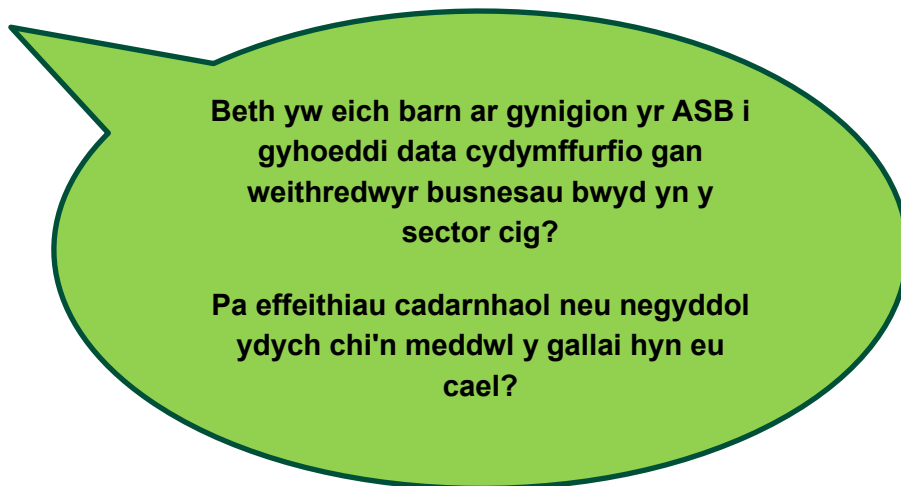 Beth yw eich barn ar gynigion yr ASB i
gyhoeddi data cydymffurfio gan
weithredwyr busnesau bwyd yn y
sector cig?
Pa effeithiau cadarnhaol neu negyddol
ydych chi'n meddwl y gallai hyn eu
cael?